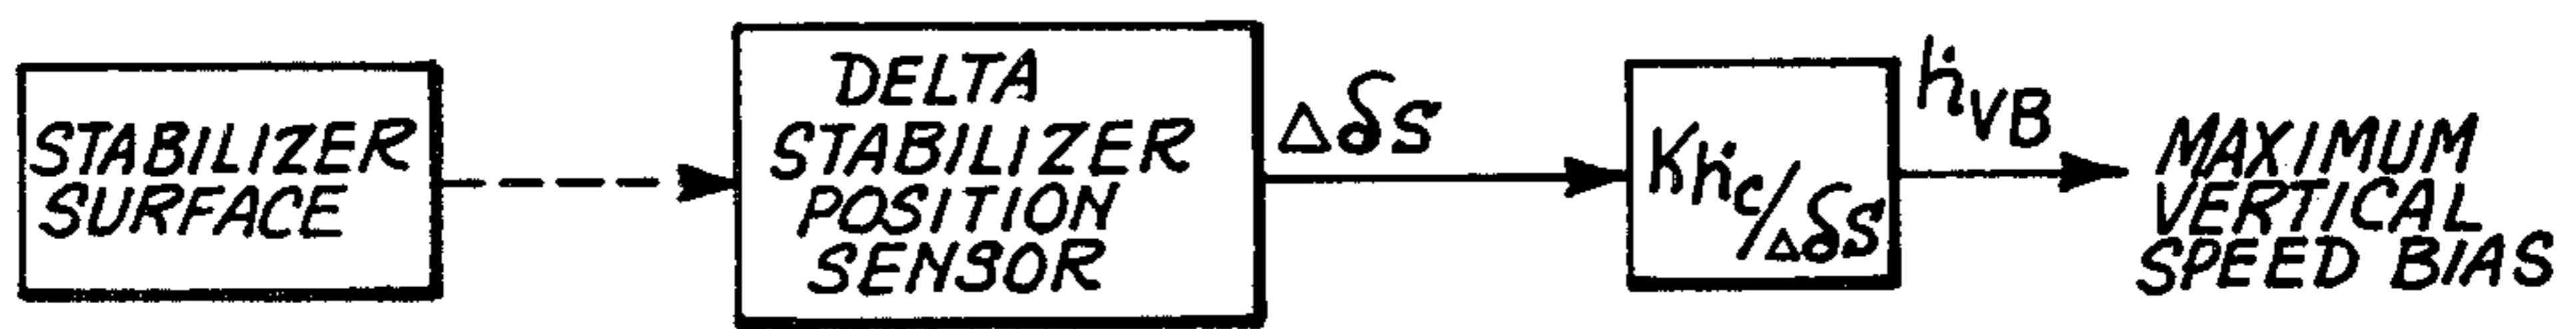 STABILIZER
SURFACE
DELTA
STABILIZER
POSITION
SENSOR
ΔδS
Kḣc/ΔδS
ḣVB
MAXIMUM
VERTICAL
SPEED BIAS